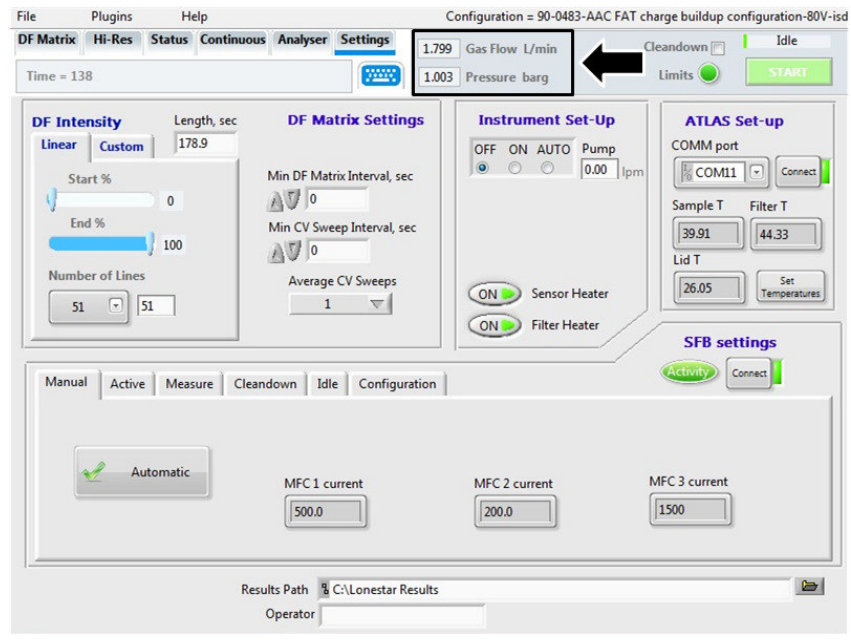 File Plugins Help Configuration = 90-0483-AAC FAT charge buildup configuration-80V-isd
DF Matrix Hi-Res Status Continuous Analyser Settings
1.799 Gas Flow L/min
Cleandown
Idle
Time = 138
1.003 Pressure barg
Limits
START
DF Intensity
Length, sec
Linear Custom
178.9
Start %
0
End %
100
Number of Lines
51 51
DF Matrix Settings
Min DF Matrix Interval, sec
0
Min CV Sweep Interval, sec
0
Average CV Sweeps
1
Instrument Set-Up
OFF ON AUTO Pump
0.00 lpm
ON Sensor Heater
ON Filter Heater
ATLAS Set-up
COMM port
COM11 Connect
Sample T Filter T
39.91 44.33
Lid T
26.05
Set
Temperatures
SFB settings
Activity Connect
Manual Active Measure Cleandown Idle Configuration
Automatic
MFC 1 current MFC 2 current MFC 3 current
500.0 200.0 1500
Results Path C:\Lonestar Results
Operator